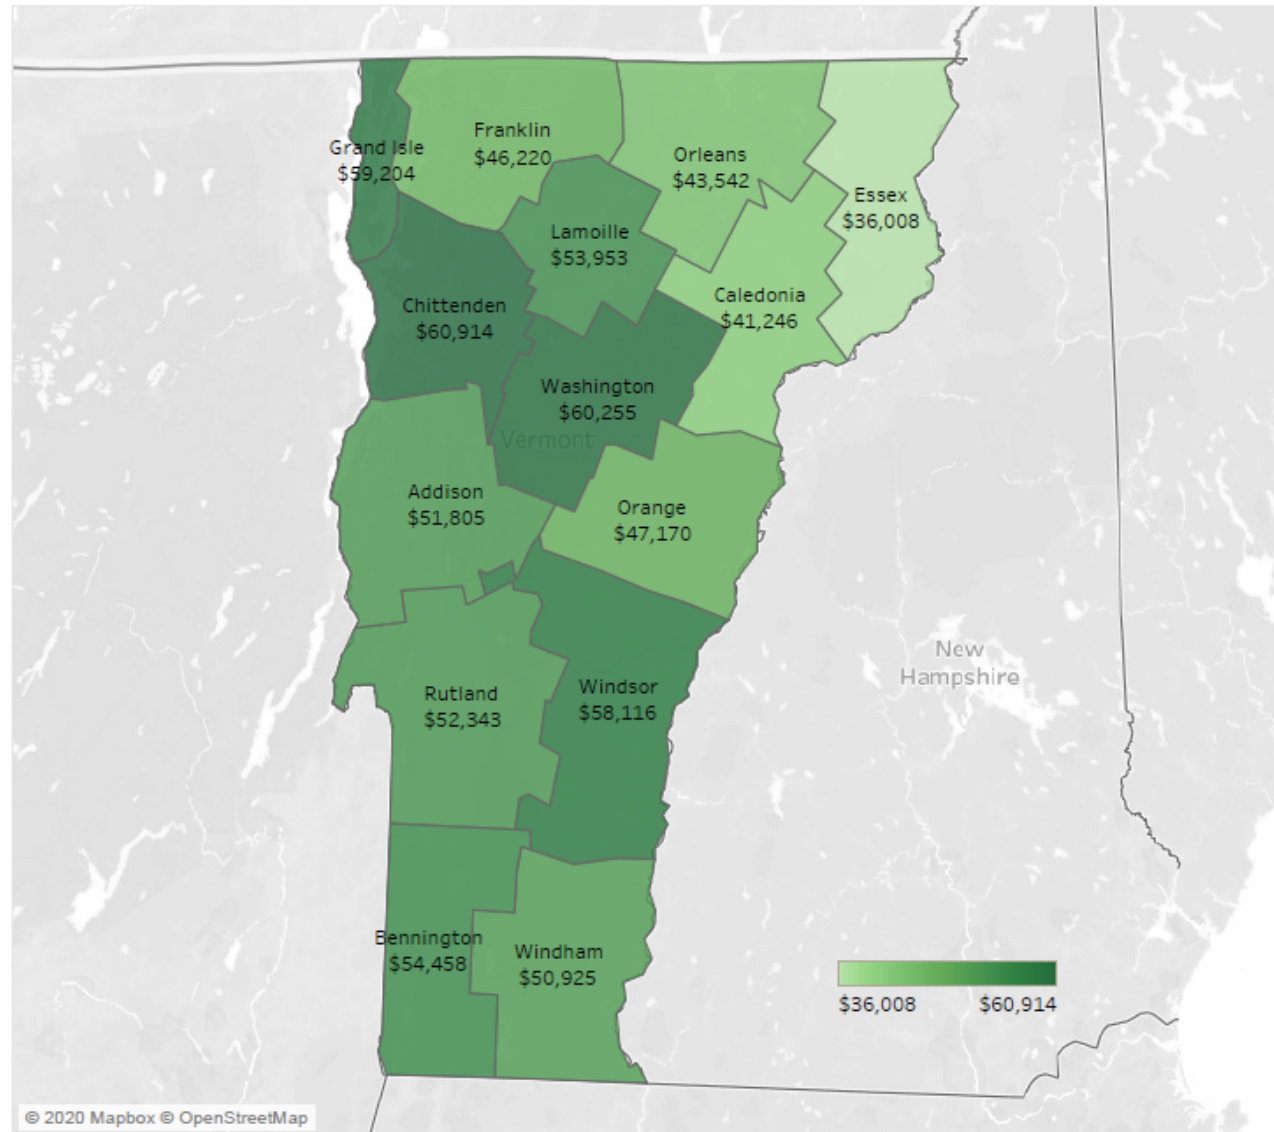 Grand Isle
$59,204
Franklin
$46,220
Orleans
$43,542
Essex
$36,008
Lamoille
$53,953
Chittenden
$60,914
Caledonia
$41,246
Washington
$60,255
Vermont
Addison
$51,805
Orange
$47,170
New
Hampshire
Rutland
$52,343
Windsor
$58,116
Bennington
$54,458
Windham
$50,925
$36,008 $60,914
© 2020 Mapbox © OpenStreetMap